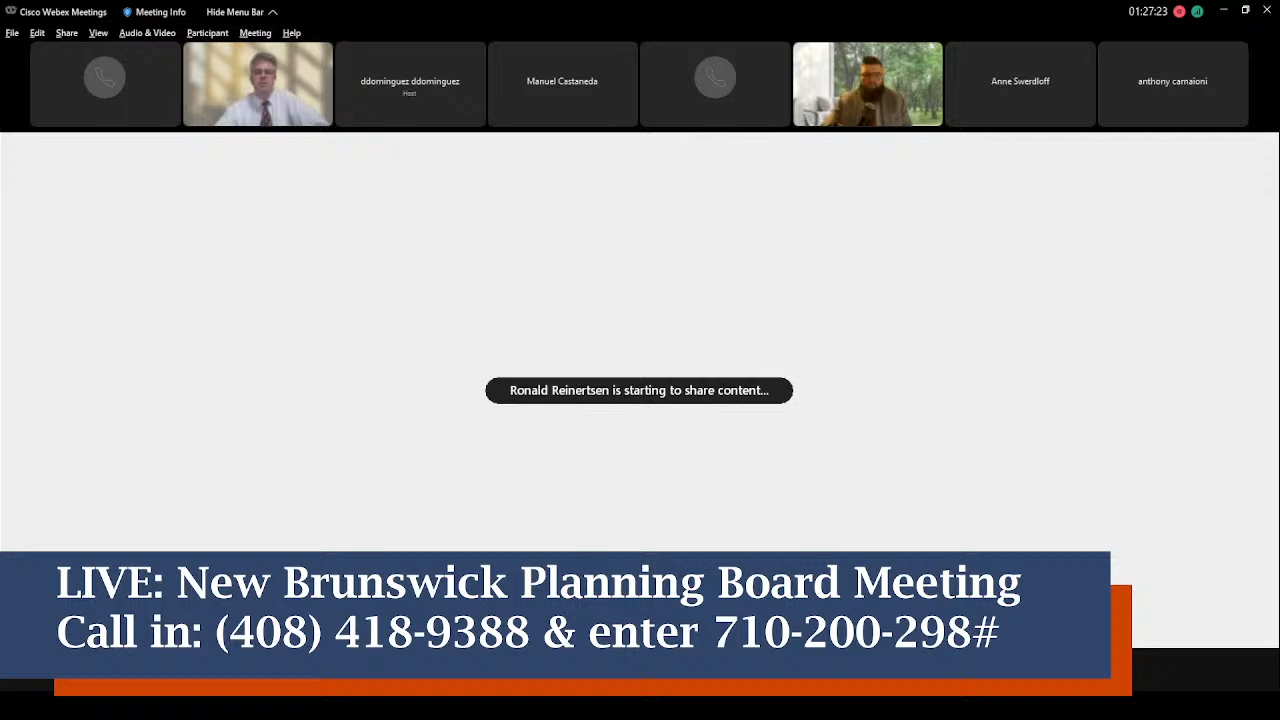 Cisco Webex Meetings Meeting Info Hide Menu Bar 01:27:23
File Edit Share View Audio & Video Participant Meeting Help
ddominguez ddominguez
Host
Manuel Castaneda
Anne Swerdloff
anthony camaioni
Ronald Reinertsen is starting to share content...
LIVE: New Brunswick Planning Board Meeting
Call in: (408) 418-9388 & enter 710-200-298#